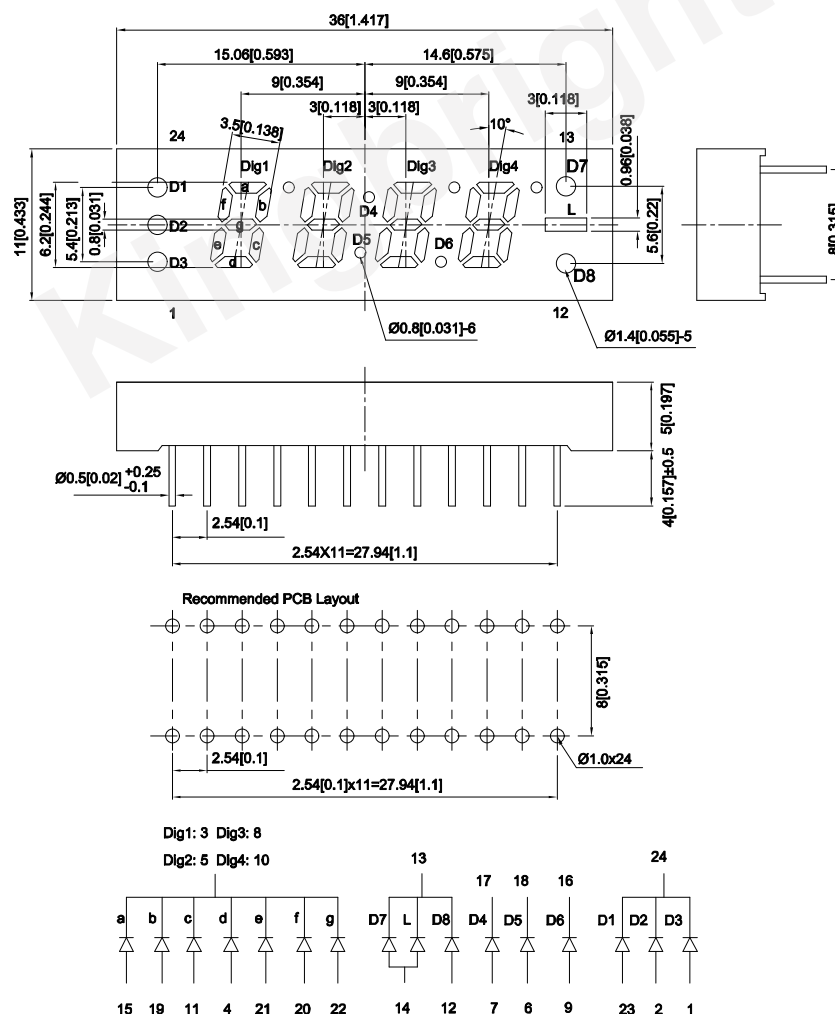 36[1.417]
15.06[0.593] 14.6[0.575]
9[0.354] 9[0.354]
3[0.118] 3[0.118] 3[0.118]
3.5[0.138] 10° 0.96[0.038]
24 13
Dig1 Dig2 Dig3 Dig4
D1 a D7
f b D4 L
D2 g
e c D5 D6
D3 d D8
11[0.433] 6.2[0.244] 5.4[0.213] 0.8[0.031] 5.6[0.22] 8[0.315]
1 12
Ø0.8[0.031]-6 Ø1.4[0.055]-5
5[0.197]
4[0.157]±0.5
Ø0.5[0.02] +0.25 -0.1
2.54[0.1]
2.54X11=27.94[1.1]
Recommended PCB Layout
8[0.315]
2.54[0.1] Ø1.0x24
2.54[0.1]x11=27.94[1.1]
Dig1: 3 Dig3: 8
Dig2: 5 Dig4: 10
13 24
17 18 16
a b c d e f g D7 L D8 D4 D5 D6 D1 D2 D3
15 19 11 4 21 20 22 14 12 7 6 9 23 2 1
Kingbright